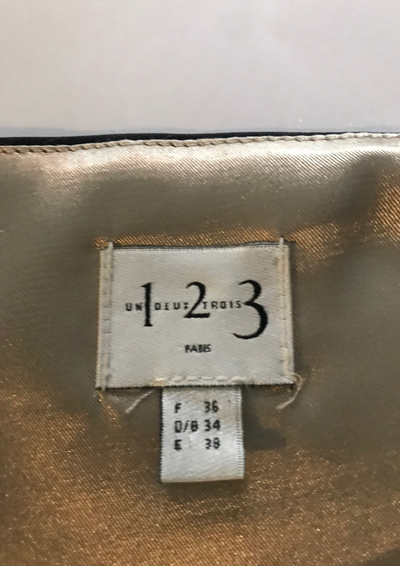 UN 1 DEUX 2 TROIS 3
PARIS
F 36
D/B 34
E 38